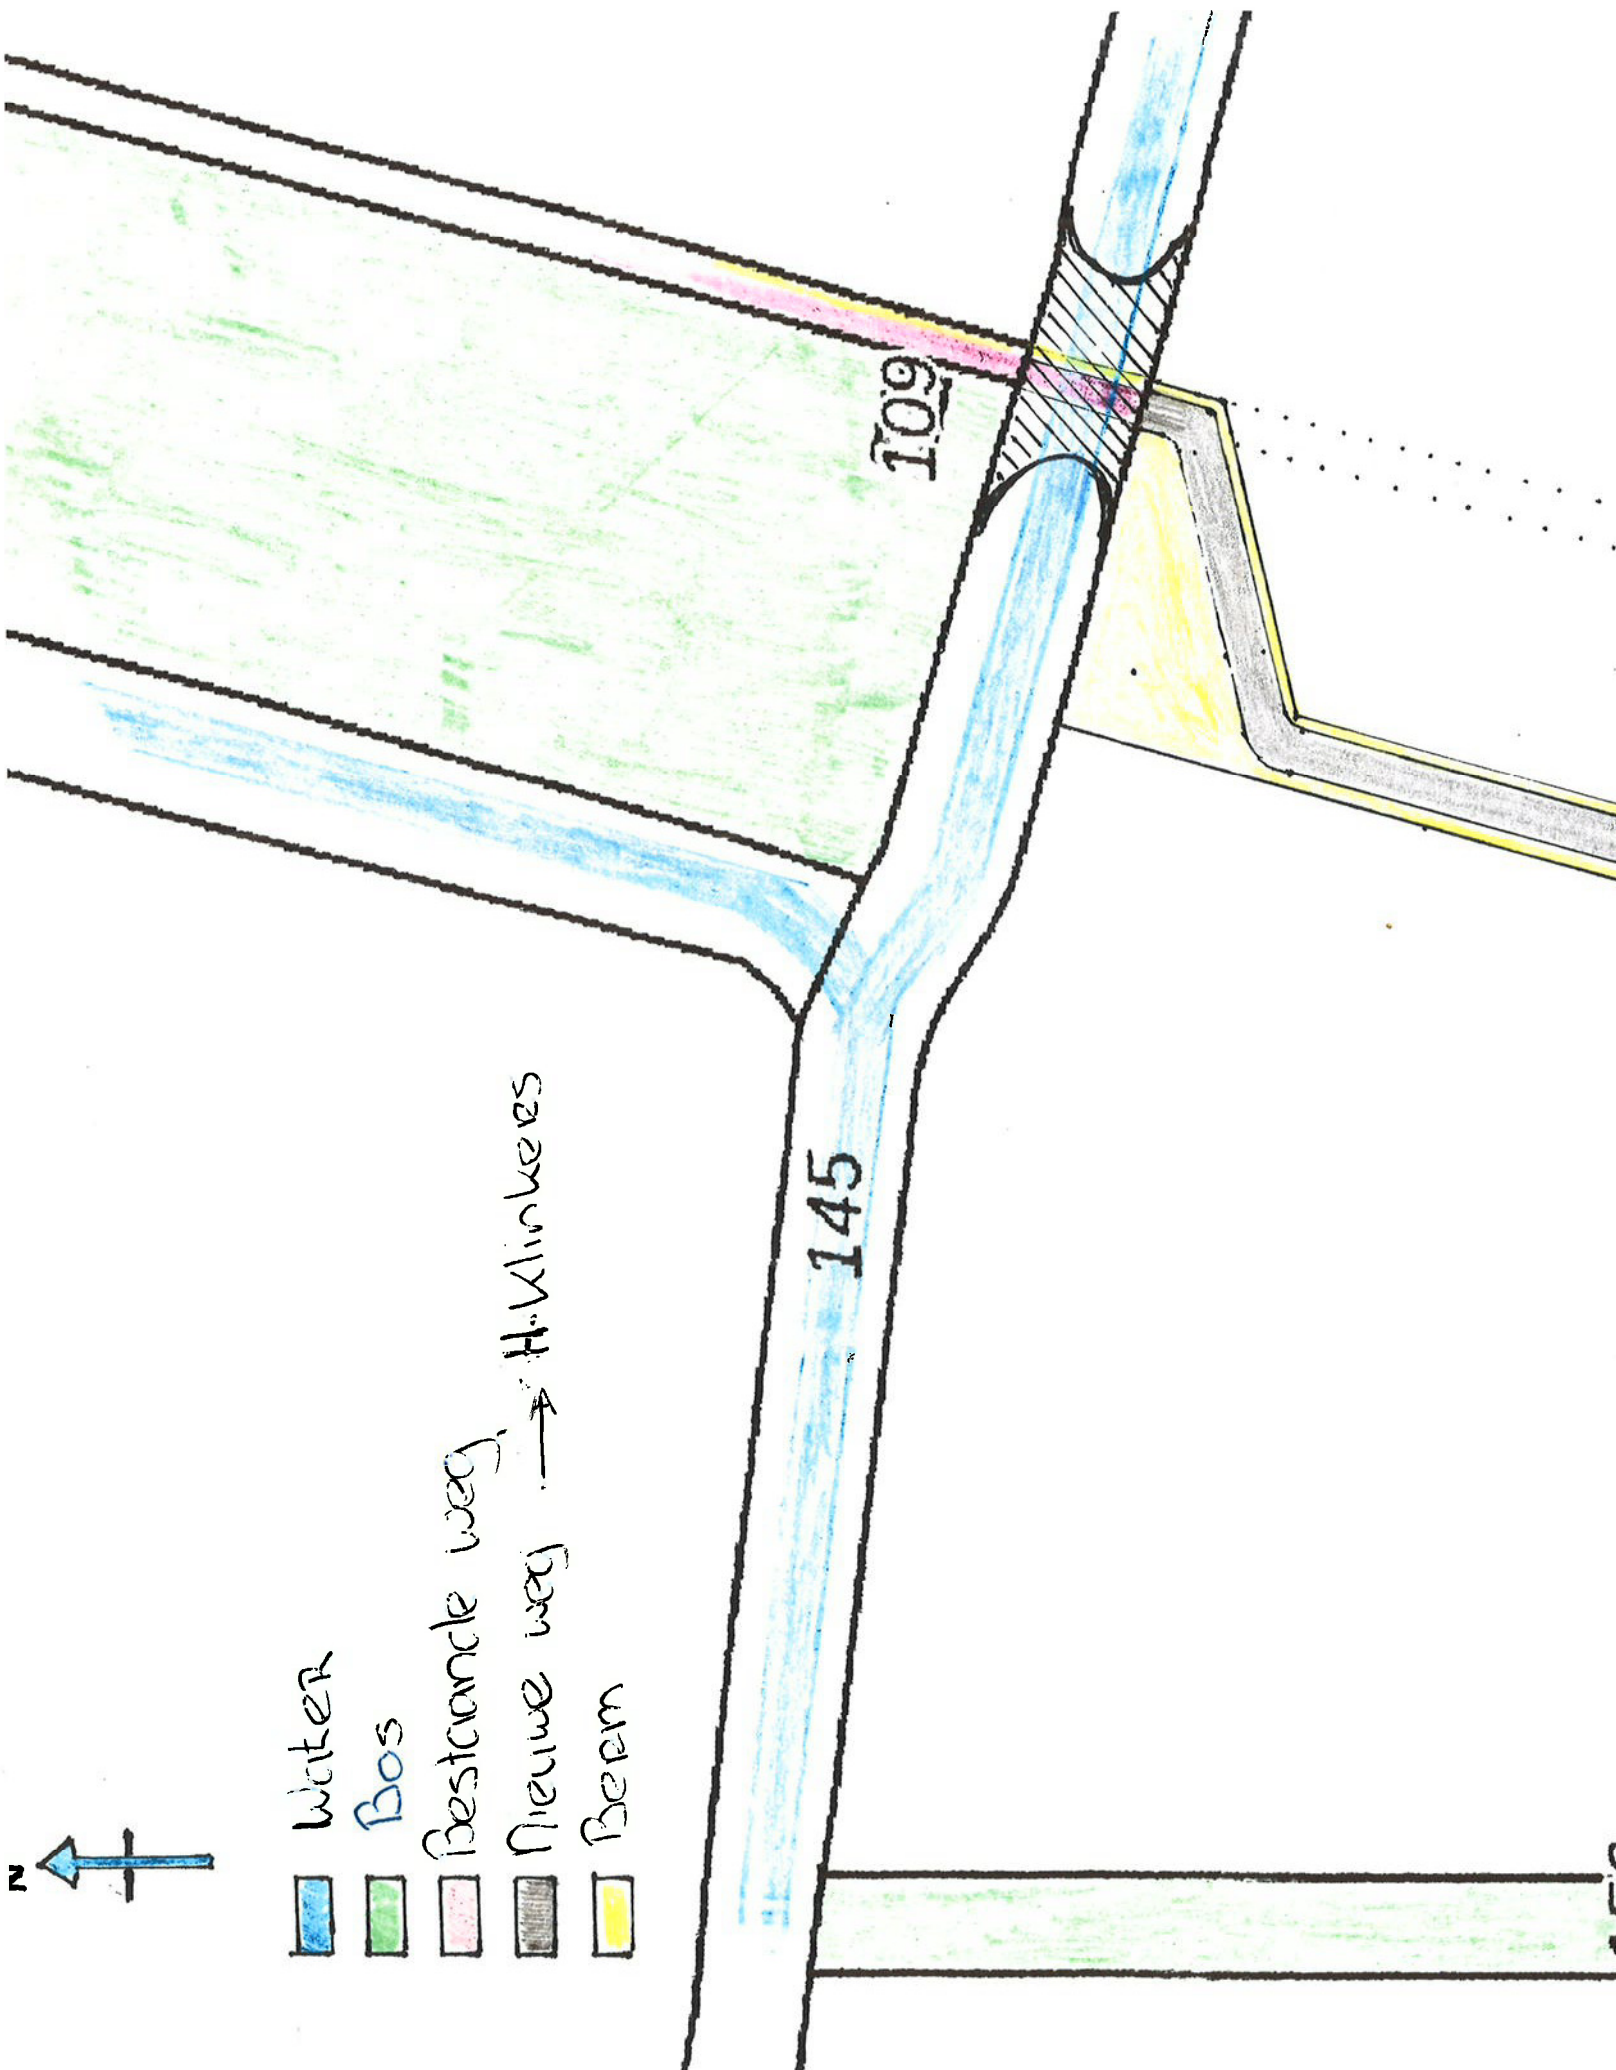 N
Water
Bos
Bestaande weg.
Nieuwe weg → H. Klinkers
Berm
109
145